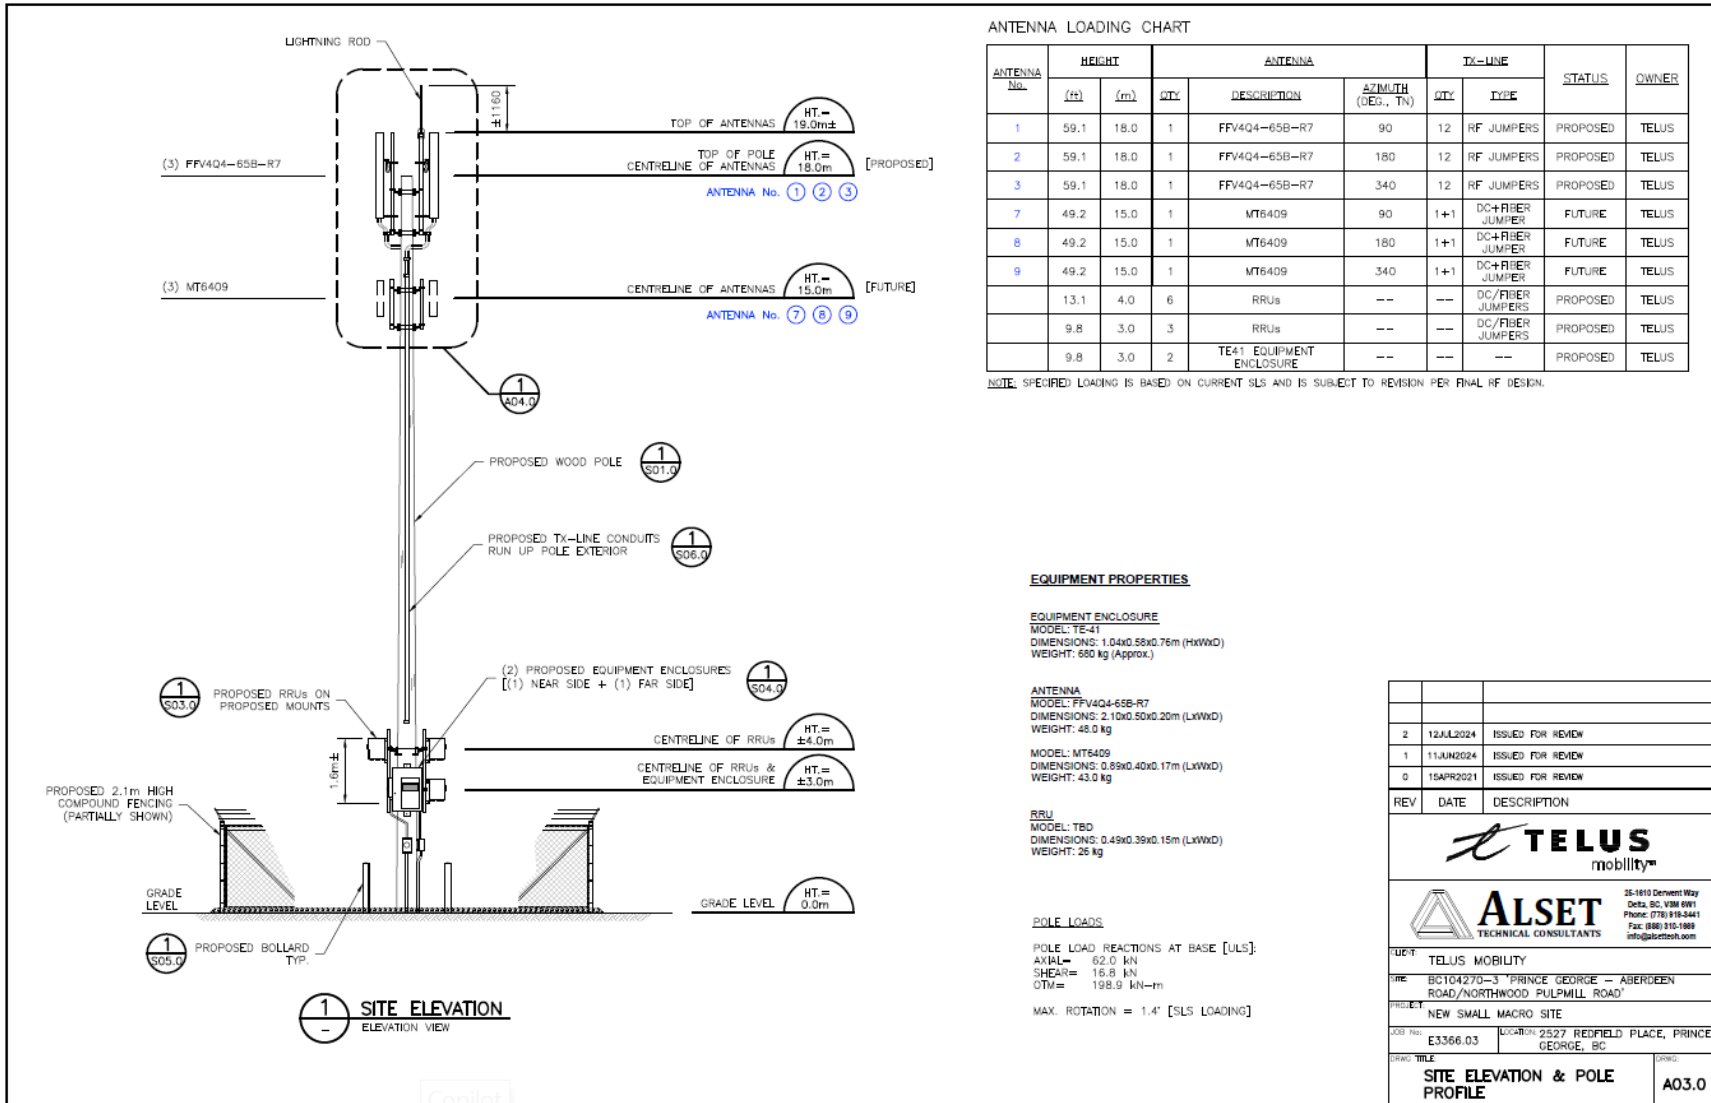 LIGHTNING ROD
±1160
TOP OF ANTENNAS
HT.=
19.0m±
(3) FFV4Q4-65B-R7
TOP OF POLE
CENTRELINE OF ANTENNAS
HT.=
18.0m
[PROPOSED]
ANTENNA No. 1 2 3
(3) MT6409
CENTRELINE OF ANTENNAS
HT.=
15.0m
[FUTURE]
ANTENNA No. 7 8 9
1
A04.0
PROPOSED WOOD POLE
1
S01.0
PROPOSED TX-LINE CONDUITS
RUN UP POLE EXTERIOR
1
S06.0
(2) PROPOSED EQUIPMENT ENCLOSURES
[(1) NEAR SIDE + (1) FAR SIDE]
1
S04.0
1
S03.0
PROPOSED RRUs ON
PROPOSED MOUNTS
CENTRELINE OF RRUs
HT.=
±4.0m
1.6m±
CENTRELINE OF RRUs &
EQUIPMENT ENCLOSURE
HT.=
±3.0m
PROPOSED 2.1m HIGH
COMPOUND FENCING
(PARTIALLY SHOWN)
GRADE
LEVEL
GRADE LEVEL
HT.=
0.0m
1
S05.0
PROPOSED BOLLARD
TYP.
1
-
SITE ELEVATION
ELEVATION VIEW
Copilot
ANTENNA LOADING CHART
ANTENNA No. HEIGHT ANTENNA TX-LINE STATUS OWNER
(ft) (m) QTY DESCRIPTION AZIMUTH (DEG., TN) QTY TYPE
1 59.1 18.0 1 FFV4Q4-65B-R7 90 12 RF JUMPERS PROPOSED TELUS
2 59.1 18.0 1 FFV4Q4-65B-R7 180 12 RF JUMPERS PROPOSED TELUS
3 59.1 18.0 1 FFV4Q4-65B-R7 340 12 RF JUMPERS PROPOSED TELUS
7 49.2 15.0 1 MT6409 90 1+1 DC+FIBER JUMPER FUTURE TELUS
8 49.2 15.0 1 MT6409 180 1+1 DC+FIBER JUMPER FUTURE TELUS
9 49.2 15.0 1 MT6409 340 1+1 DC+FIBER JUMPER FUTURE TELUS
13.1 4.0 6 RRUs -- -- DC/FIBER JUMPERS PROPOSED TELUS
9.8 3.0 3 RRUs -- -- DC/FIBER JUMPERS PROPOSED TELUS
9.8 3.0 2 TE41 EQUIPMENT ENCLOSURE -- -- -- PROPOSED TELUS
NOTE: SPECIFIED LOADING IS BASED ON CURRENT SLS AND IS SUBJECT TO REVISION PER FINAL RF DESIGN.
EQUIPMENT PROPERTIES
EQUIPMENT ENCLOSURE
MODEL: TE-41
DIMENSIONS: 1.04x0.58x0.76m (HxWxD)
WEIGHT: 680 kg (Approx.)
ANTENNA
MODEL: FFV4Q4-65B-R7
DIMENSIONS: 2.10x0.50x0.20m (LxWxD)
WEIGHT: 48.0 kg
MODEL: MT6409
DIMENSIONS: 0.89x0.40x0.17m (LxWxD)
WEIGHT: 43.0 kg
RRU
MODEL: TBD
DIMENSIONS: 0.49x0.39x0.15m (LxWxD)
WEIGHT: 26 kg
POLE LOADS
POLE LOAD REACTIONS AT BASE [ULS]:
AXIAL= 62.0 kN
SHEAR= 16.8 kN
OTM= 198.9 kN-m
MAX. ROTATION = 1.4° [SLS LOADING]
2 12JUL2024 ISSUED FOR REVIEW
1 11JUN2024 ISSUED FOR REVIEW
0 15APR2021 ISSUED FOR REVIEW
REV DATE DESCRIPTION
TELUS
mobility™
ALSET
TECHNICAL CONSULTANTS
25-1610 Derwent Way
Delta, BC, V3M 6W1
Phone: (778) 918-3441
Fax: (888) 310-1669
info@alsettech.com
CLIENT:
TELUS MOBILITY
SITE:
BC104270-3 'PRINCE GEORGE - ABERDEEN
ROAD/NORTHWOOD PULPMILL ROAD'
PROJECT:
NEW SMALL MACRO SITE
JOB No: E3366.03
LOCATION: 2527 REDFIELD PLACE, PRINCE
GEORGE, BC
DRWG TITLE
SITE ELEVATION & POLE
PROFILE
DRWG:
A03.0